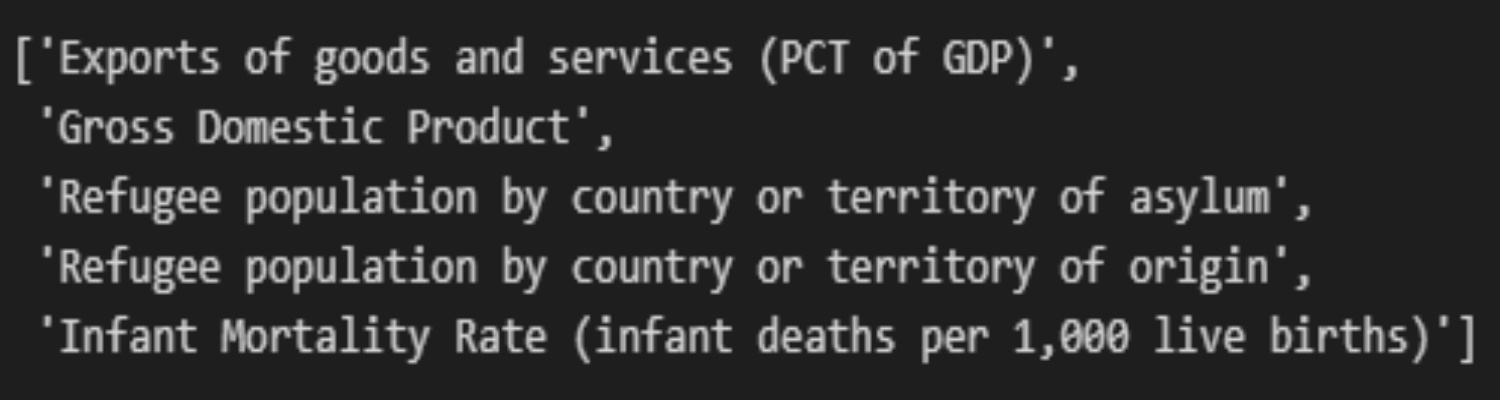 ['Exports of goods and services (PCT of GDP)',
'Gross Domestic Product',
'Refugee population by country or territory of asylum',
'Refugee population by country or territory of origin',
'Infant Mortality Rate (infant deaths per 1,000 live births)']